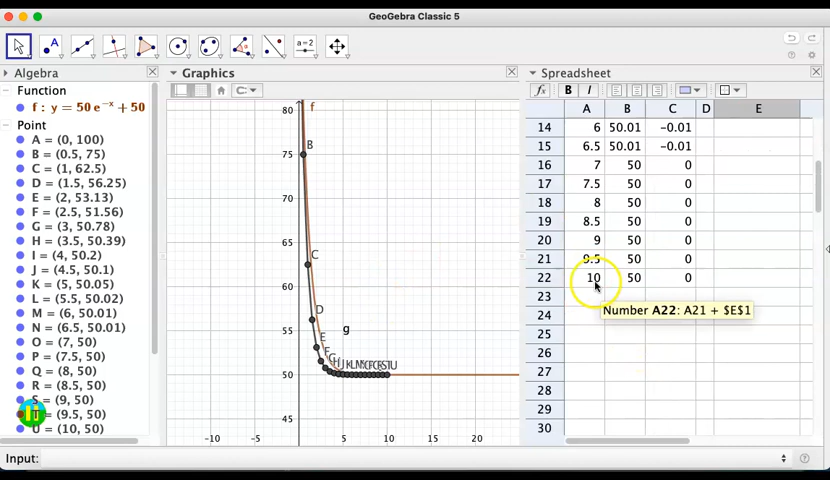 GeoGebra Classic 5
Algebra
Function
f : y = 50 e^-x + 50
Point
A = (0, 100)
B = (0.5, 75)
C = (1, 62.5)
D = (1.5, 56.25)
E = (2, 53.13)
F = (2.5, 51.56)
G = (3, 50.78)
H = (3.5, 50.39)
I = (4, 50.2)
J = (4.5, 50.1)
K = (5, 50.05)
L = (5.5, 50.02)
M = (6, 50.01)
N = (6.5, 50.01)
O = (7, 50)
P = (7.5, 50)
Q = (8, 50)
R = (8.5, 50)
S = (9, 50)
T = (9.5, 50)
U = (10, 50)
Graphics
f
80
B
75
70
65
C
60
D
55
E
g
F
50
45
-10 -5 5 10 15 20
Spreadsheet
fx B I
A B C D E
14 6 50.01 -0.01
15 6.5 50.01 -0.01
16 7 50 0
17 7.5 50 0
18 8 50 0
19 8.5 50 0
20 9 50 0
21 9.5 50 0
22 10 50 0
23
Number A22: A21 + $E$1
24
25
26
27
28
29
30
Input: